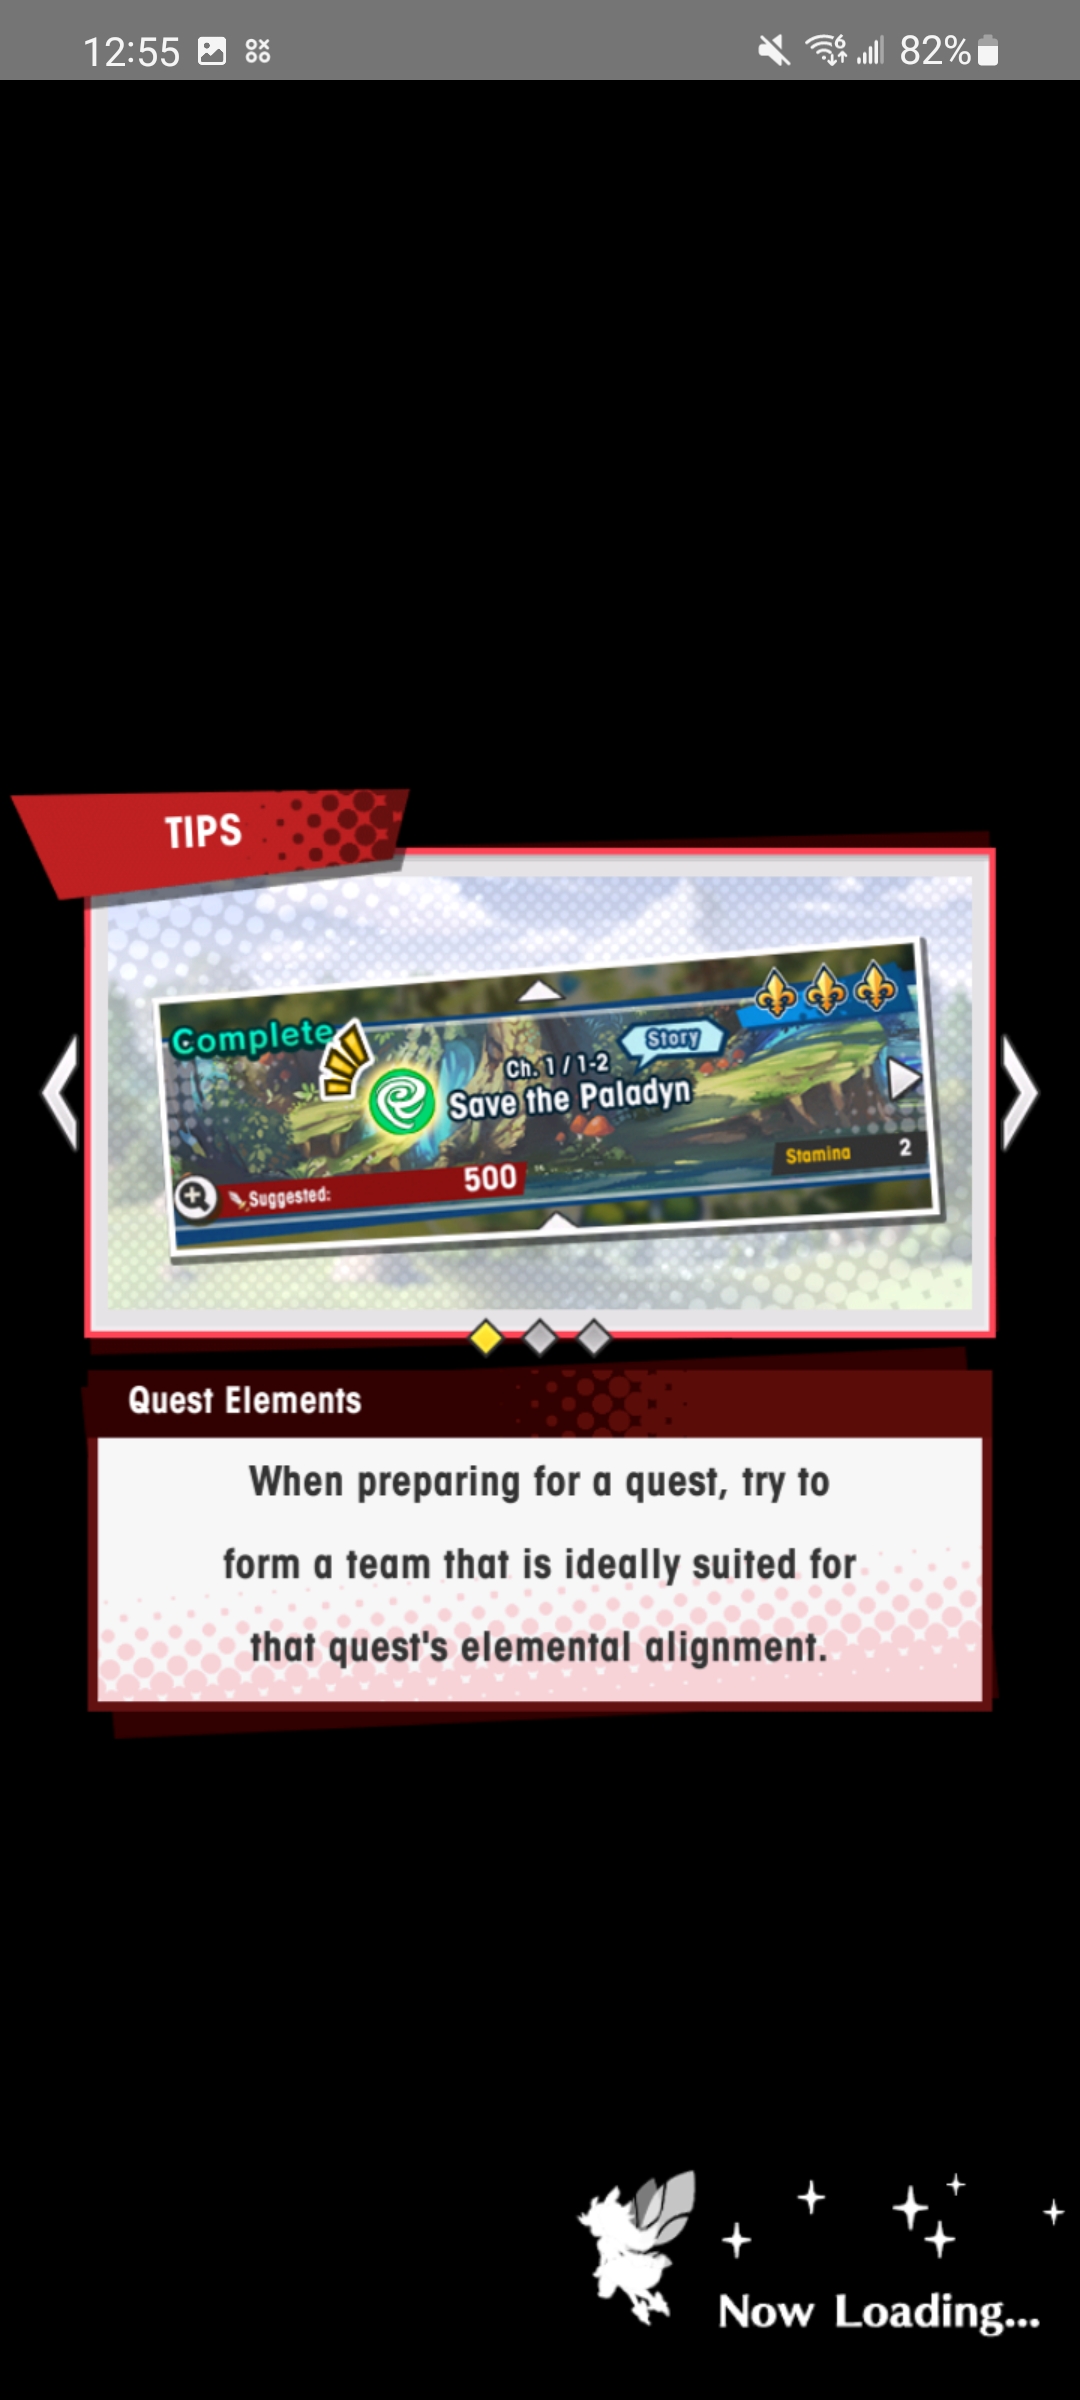 12:55
82%
TIPS
Complete
Story
Ch. 1 / 1-2
Save the Paladyn
Stamina 2
Suggested: 500
Quest Elements
When preparing for a quest, try to
form a team that is ideally suited for
that quest's elemental alignment.
Now Loading...